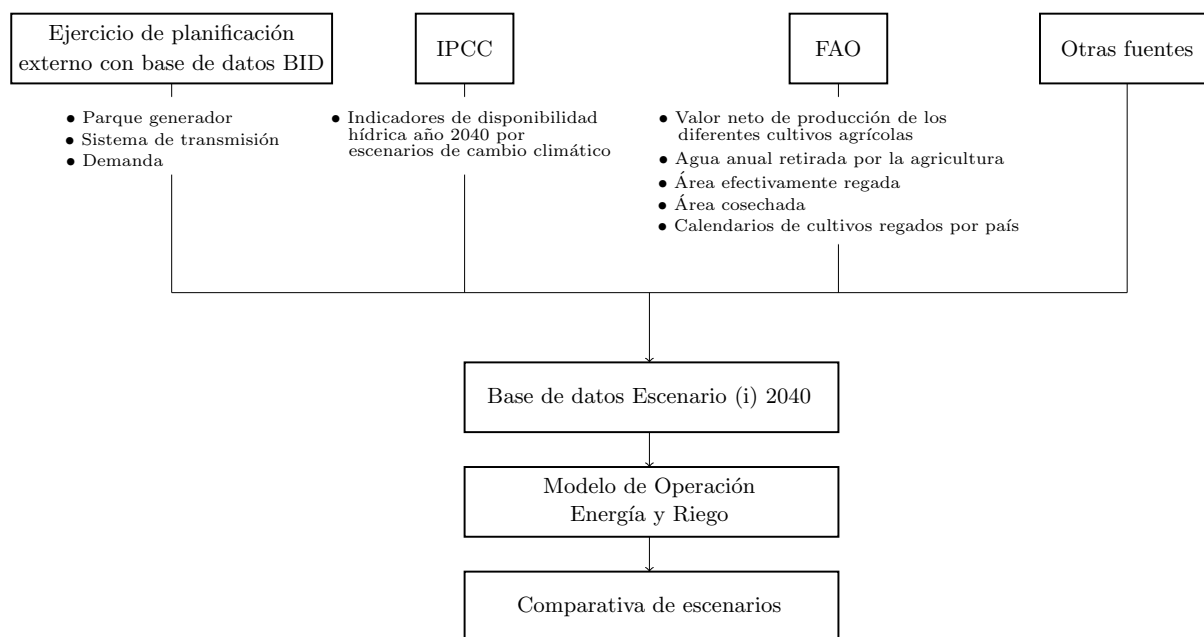 Ejercicio de planificación
externo con base de datos BID
IPCC
FAO
Otras fuentes
• Parque generador
• Sistema de transmisión
• Demanda
• Indicadores de disponibilidad
hídrica año 2040 por
escenarios de cambio climático
• Valor neto de producción de los
diferentes cultivos agrícolas
• Agua anual retirada por la agricultura
• Área efectivamente regada
• Área cosechada
• Calendarios de cultivos regados por país
Base de datos Escenario (i) 2040
Modelo de Operación
Energía y Riego
Comparativa de escenarios